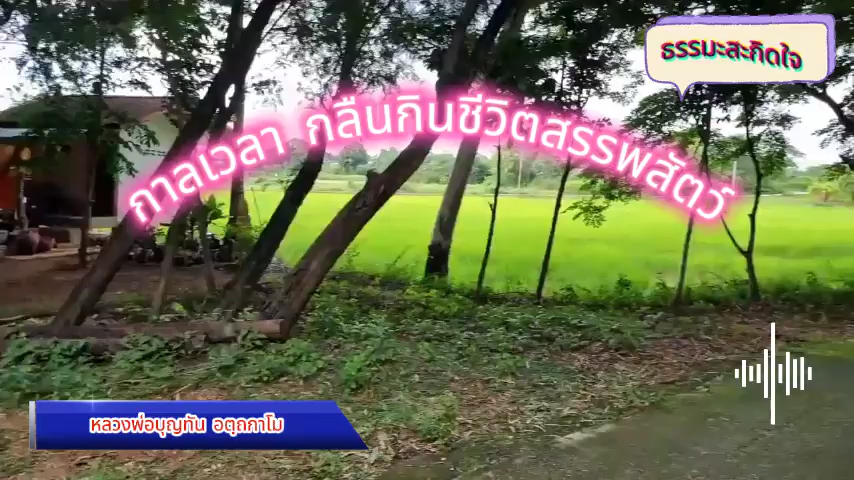 ธรรมะสะกิดใจ
กาลเวลา กลืนกินชีวิตสรรพสัตว์
หลวงพ่อบุญทัน อตฺถกาโม